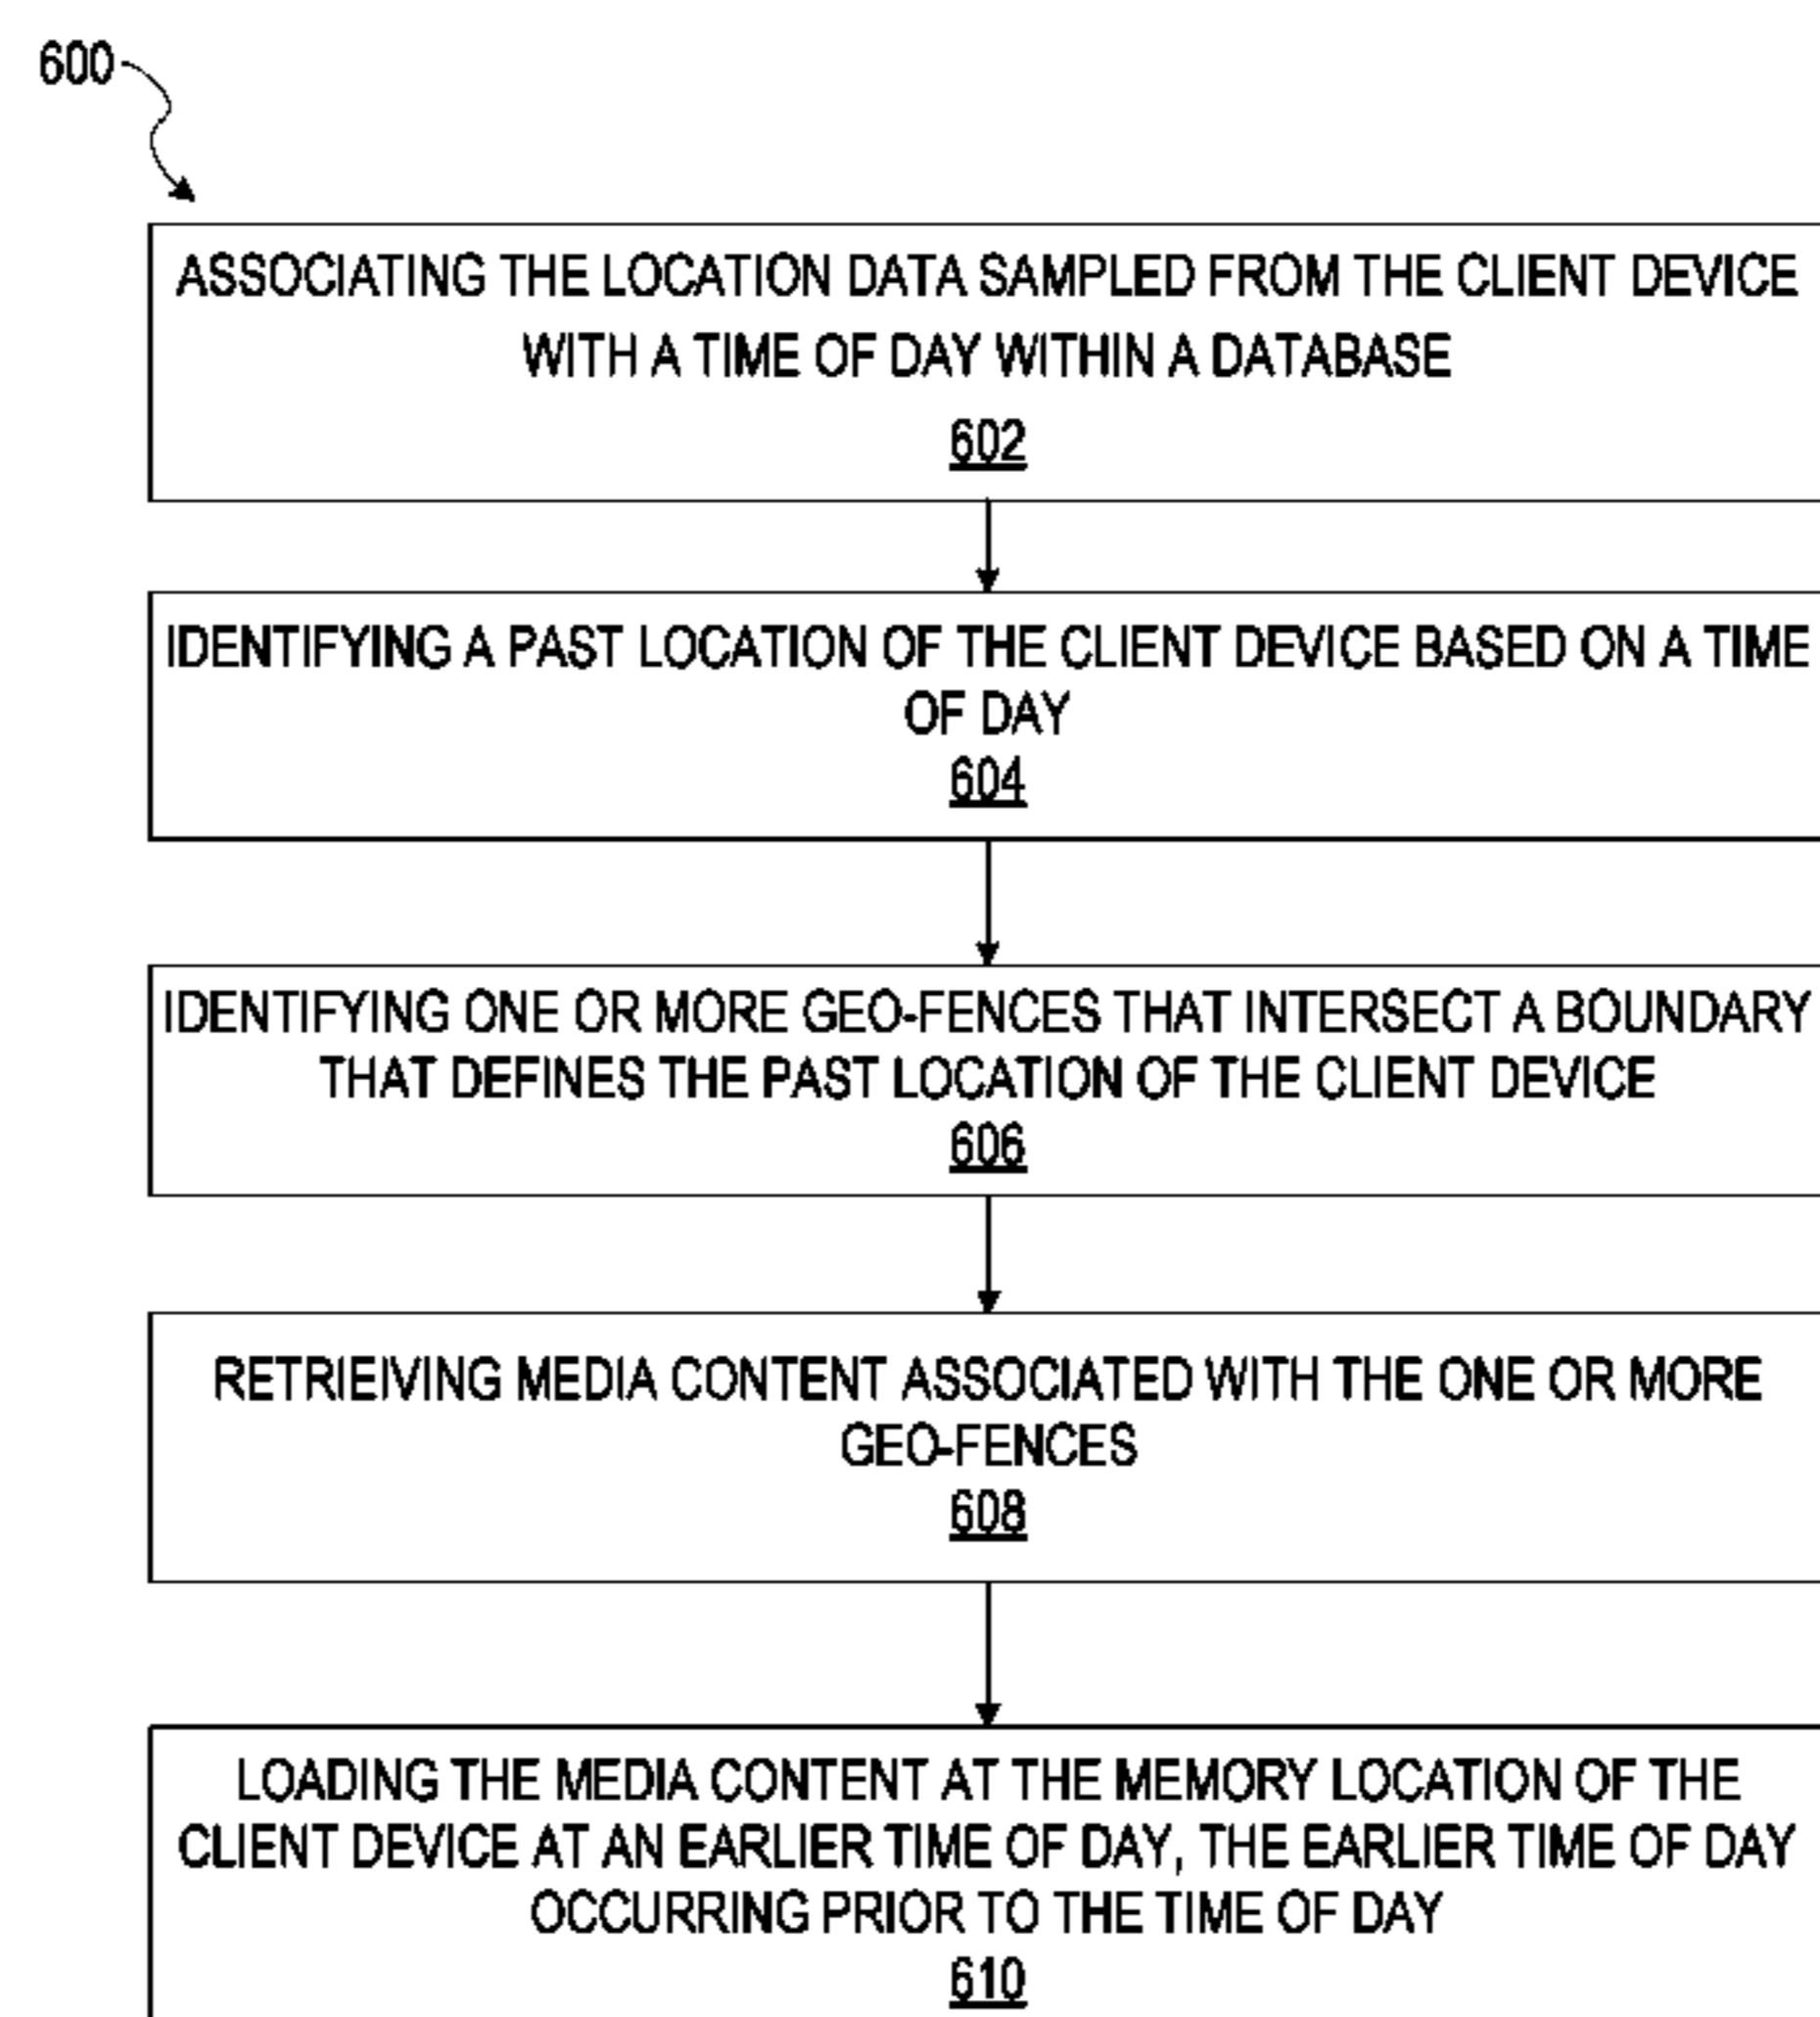 600
ASSOCIATING THE LOCATION DATA SAMPLED FROM THE CLIENT DEVICE
WITH A TIME OF DAY WITHIN A DATABASE
602
IDENTIFYING A PAST LOCATION OF THE CLIENT DEVICE BASED ON A TIME
OF DAY
604
IDENTIFYING ONE OR MORE GEO-FENCES THAT INTERSECT A BOUNDARY
THAT DEFINES THE PAST LOCATION OF THE CLIENT DEVICE
606
RETRIEIVING MEDIA CONTENT ASSOCIATED WITH THE ONE OR MORE
GEO-FENCES
608
LOADING THE MEDIA CONTENT AT THE MEMORY LOCATION OF THE
CLIENT DEVICE AT AN EARLIER TIME OF DAY, THE EARLIER TIME OF DAY
OCCURRING PRIOR TO THE TIME OF DAY
610